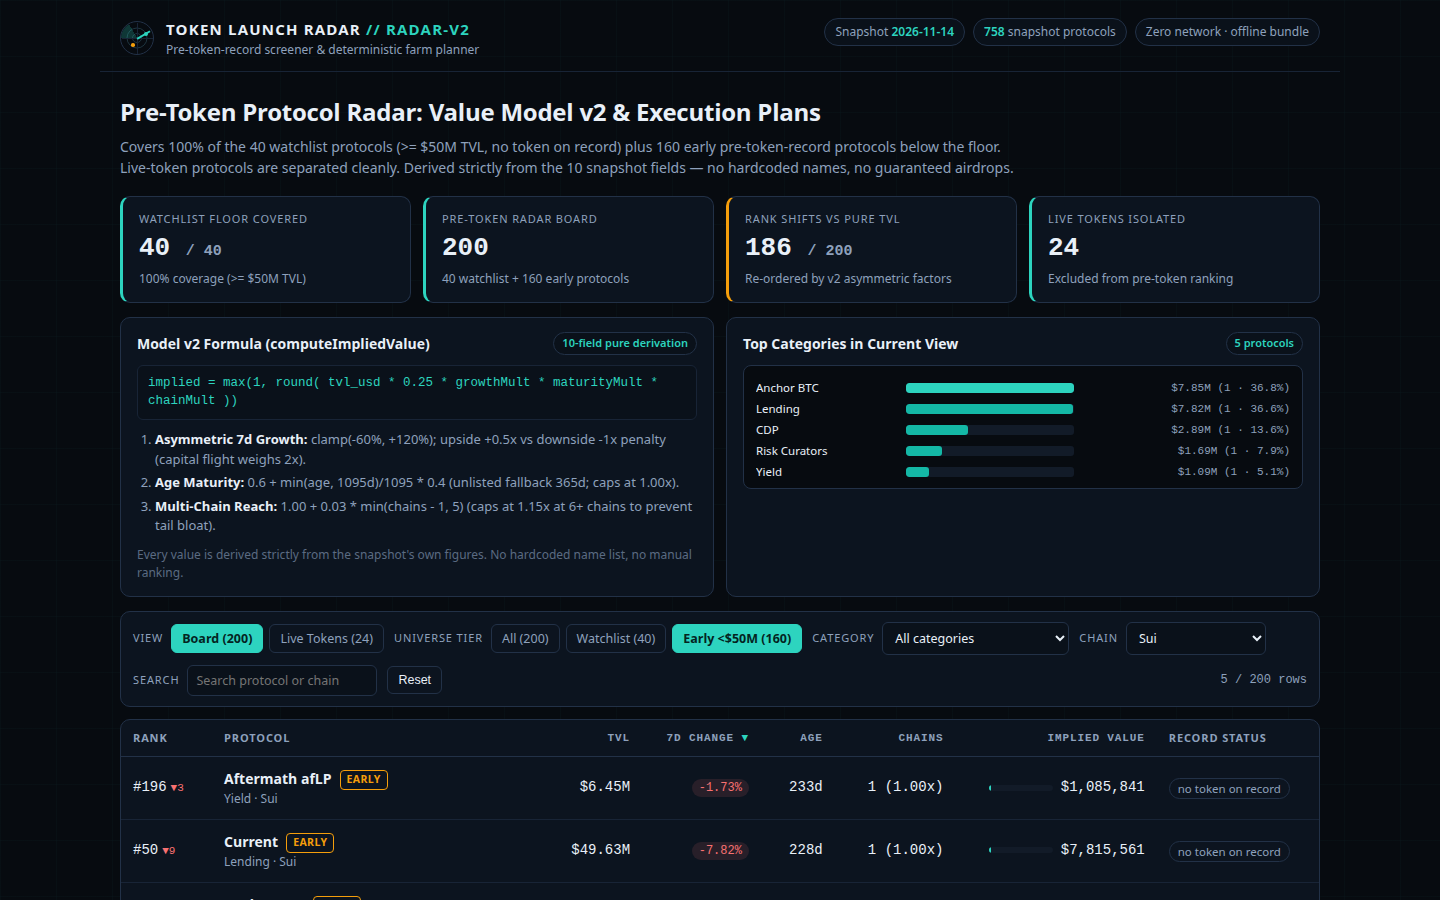 TOKEN LAUNCH RADAR // RADAR-V2
Pre-token-record screener & deterministic farm planner
Snapshot 2026-11-14
758 snapshot protocols
Zero network · offline bundle
Pre-Token Protocol Radar: Value Model v2 & Execution Plans
Covers 100% of the 40 watchlist protocols (>= $50M TVL, no token on record) plus 160 early pre-token-record protocols below the floor.
Live-token protocols are separated cleanly. Derived strictly from the 10 snapshot fields — no hardcoded names, no guaranteed airdrops.
WATCHLIST FLOOR COVERED
40 / 40
100% coverage (>= $50M TVL)
PRE-TOKEN RADAR BOARD
200
40 watchlist + 160 early protocols
RANK SHIFTS VS PURE TVL
186 / 200
Re-ordered by v2 asymmetric factors
LIVE TOKENS ISOLATED
24
Excluded from pre-token ranking
Model v2 Formula (computeImpliedValue)
10-field pure derivation
implied = max(1, round( tvl_usd * 0.25 * growthMult * maturityMult *
chainMult ))
1. Asymmetric 7d Growth: clamp(-60%, +120%); upside +0.5x vs downside -1x penalty
(capital flight weighs 2x).
2. Age Maturity: 0.6 + min(age, 1095d)/1095 * 0.4 (unlisted fallback 365d; caps at 1.00x).
3. Multi-Chain Reach: 1.00 + 0.03 * min(chains - 1, 5) (caps at 1.15x at 6+ chains to prevent
tail bloat).
Every value is derived strictly from the snapshot's own figures. No hardcoded name list, no manual
ranking.
Top Categories in Current View
5 protocols
Anchor BTC $7.85M (1 · 36.8%)
Lending $7.82M (1 · 36.6%)
CDP $2.89M (1 · 13.6%)
Risk Curators $1.69M (1 · 7.9%)
Yield $1.09M (1 · 5.1%)
VIEW Board (200) Live Tokens (24) UNIVERSE TIER All (200) Watchlist (40) Early <$50M (160) CATEGORY All categories CHAIN Sui
SEARCH Search protocol or chain Reset 5 / 200 rows
RANK PROTOCOL TVL 7D CHANGE ▼ AGE CHAINS IMPLIED VALUE RECORD STATUS
#196 ▼3 Aftermath afLP EARLY $6.45M -1.73% 233d 1 (1.00x) $1,085,841 no token on record
Yield · Sui
#50 ▼9 Current EARLY $49.63M -7.82% 228d 1 (1.00x) $7,815,561 no token on record
Lending · Sui